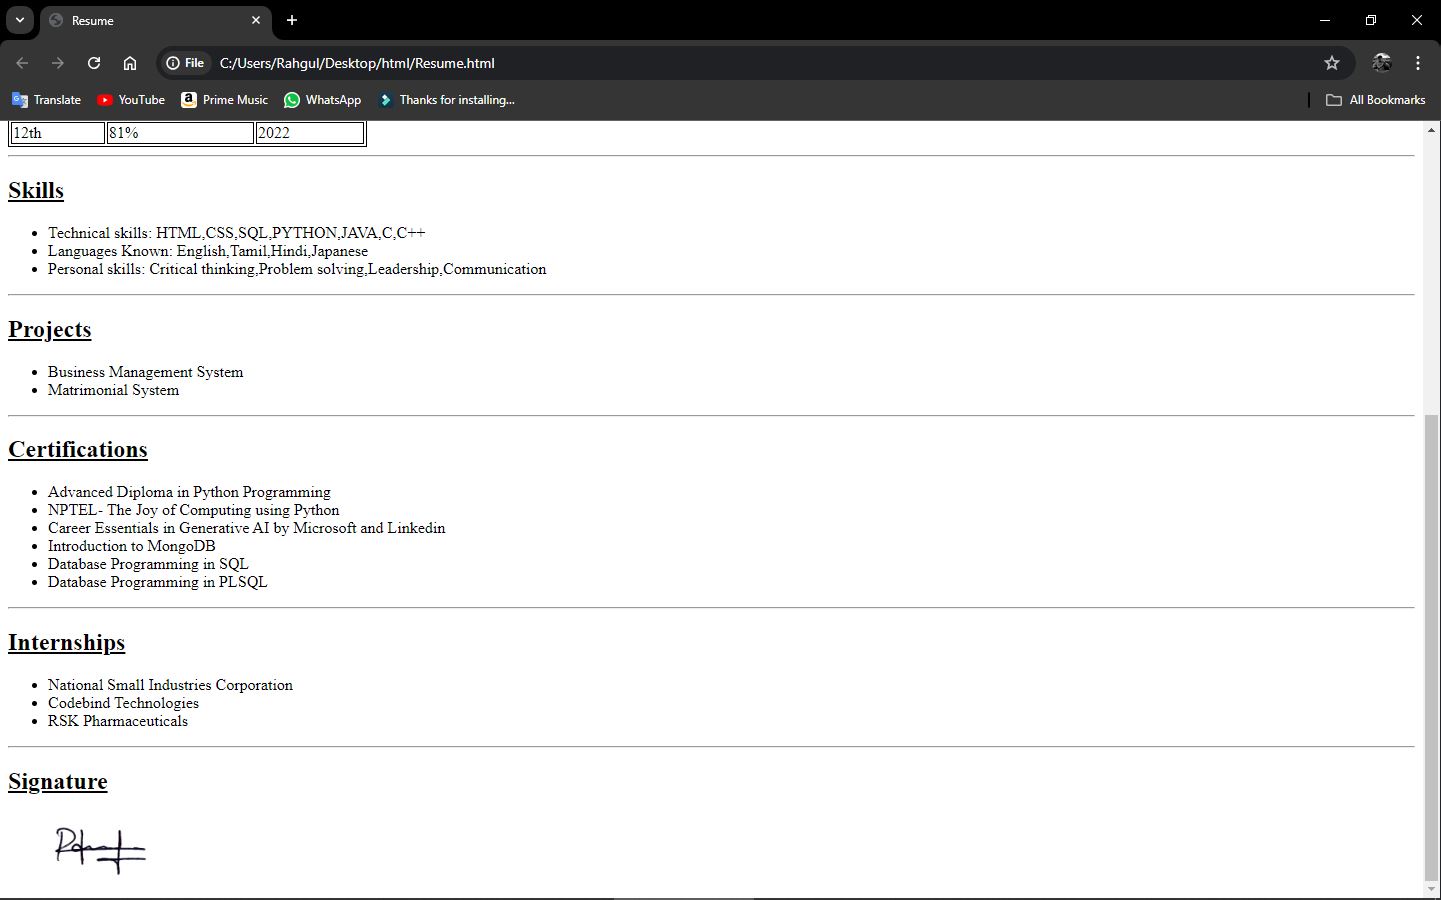 Resume
File
C:/Users/Rahgul/Desktop/html/Resume.html
Translate YouTube Prime Music WhatsApp Thanks for installing... All Bookmarks
12th 81% 2022
Skills
Technical skills: HTML,CSS,SQL,PYTHON,JAVA,C,C++
Languages Known: English,Tamil,Hindi,Japanese
Personal skills: Critical thinking,Problem solving,Leadership,Communication
Projects
Business Management System
Matrimonial System
Certifications
Advanced Diploma in Python Programming
NPTEL- The Joy of Computing using Python
Career Essentials in Generative AI by Microsoft and Linkedin
Introduction to MongoDB
Database Programming in SQL
Database Programming in PLSQL
Internships
National Small Industries Corporation
Codebind Technologies
RSK Pharmaceuticals
Signature